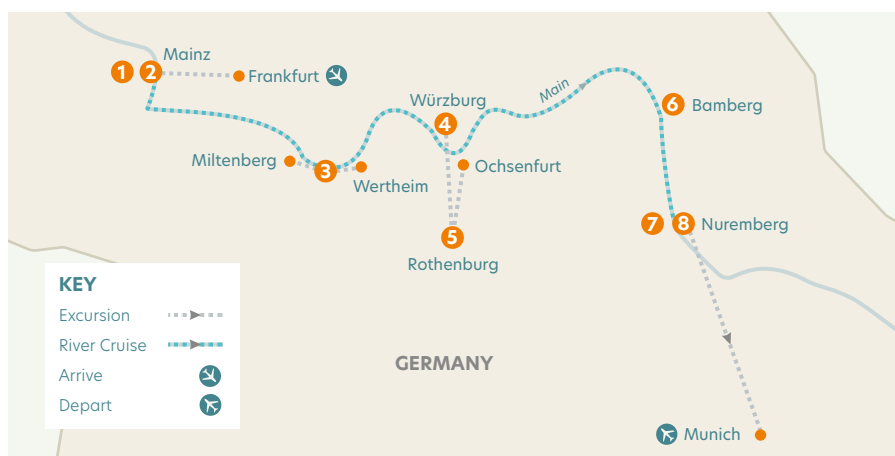 Mainz
1 2
Frankfurt
Würzburg
4
Main
6
Bamberg
Miltenberg
3
Wertheim
Ochsenfurt
5
Rothenburg
7 8
Nuremberg
KEY
Excursion
River Cruise
Arrive
Depart
GERMANY
Munich